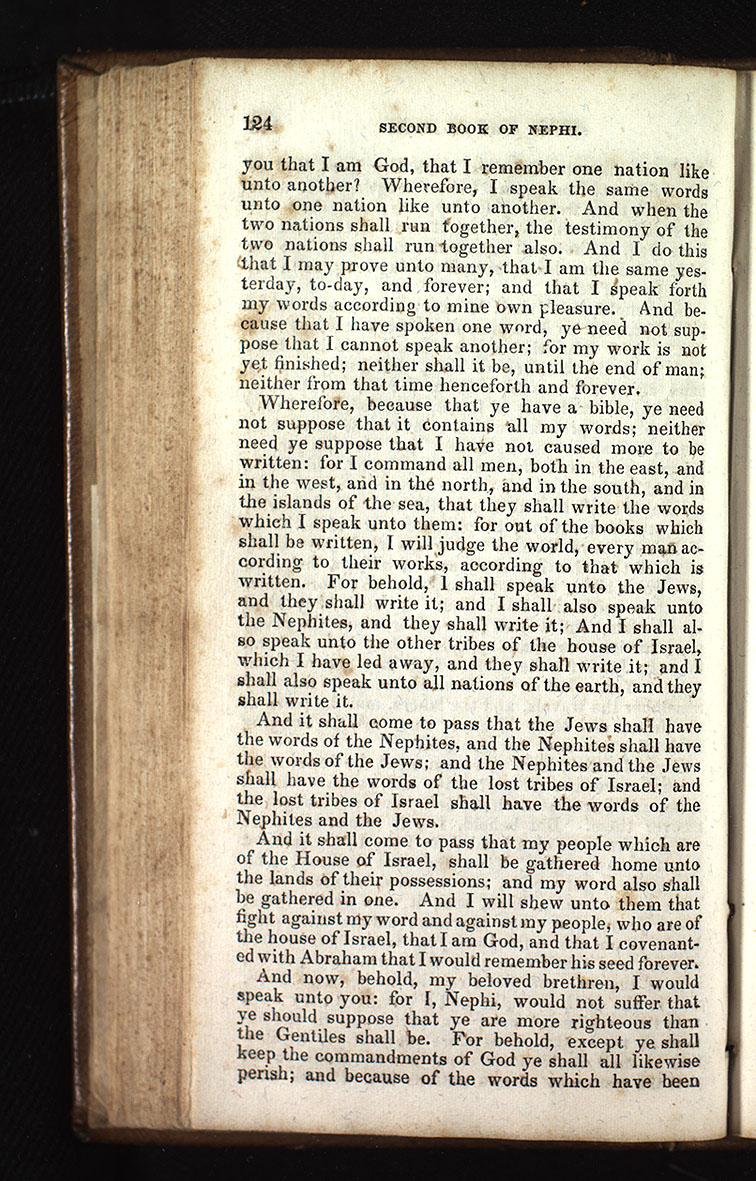 124
SECOND BOOK OF NEPHI.
you that I am God, that I remember one nation like
unto another? Wherefore, I speak the same words
unto one nation like unto another. And when the
two nations shall run together, the testimony of the
two nations shall run together also. And I do this
that I may prove unto many, that I am the same yes-
terday, to-day, and forever; and that I speak forth
my words according to mine own pleasure. And be-
cause that I have spoken one word, ye need not sup-
pose that I cannot speak another; for my work is not
yet finished; neither shall it be, until the end of man;
neither from that time henceforth and forever.
Wherefore, because that ye have a bible, ye need
not suppose that it contains all my words; neither
need ye suppose that I have not caused more to be
written: for I command all men, both in the east, and
in the west, and in the north, and in the south, and in
the islands of the sea, that they shall write the words
which I speak unto them: for out of the books which
shall be written, I will judge the world, every man ac-
cording to their works, according to that which is
written. For behold, I shall speak unto the Jews,
and they shall write it; and I shall also speak unto
the Nephites, and they shall write it; And I shall al-
so speak unto the other tribes of the house of Israel,
which I have led away, and they shall write it; and I
shall also speak unto all nations of the earth, and they
shall write it.
And it shall come to pass that the Jews shall have
the words of the Nephites, and the Nephites shall have
the words of the Jews; and the Nephites and the Jews
shall have the words of the lost tribes of Israel; and
the lost tribes of Israel shall have the words of the
Nephites and the Jews.
And it shall come to pass that my people which are
of the House of Israel, shall be gathered home unto
the lands of their possessions; and my word also shall
be gathered in one. And I will shew unto them that
fight against my word and against my people, who are of
the house of Israel, that I am God, and that I covenant-
ed with Abraham that I would remember his seed forever.
And now, behold, my beloved brethren, I would
speak unto you: for I, Nephi, would not suffer that
ye should suppose that ye are more righteous than
the Gentiles shall be. For behold, except ye shall
keep the commandments of God ye shall all likewise
perish; and because of the words which have been